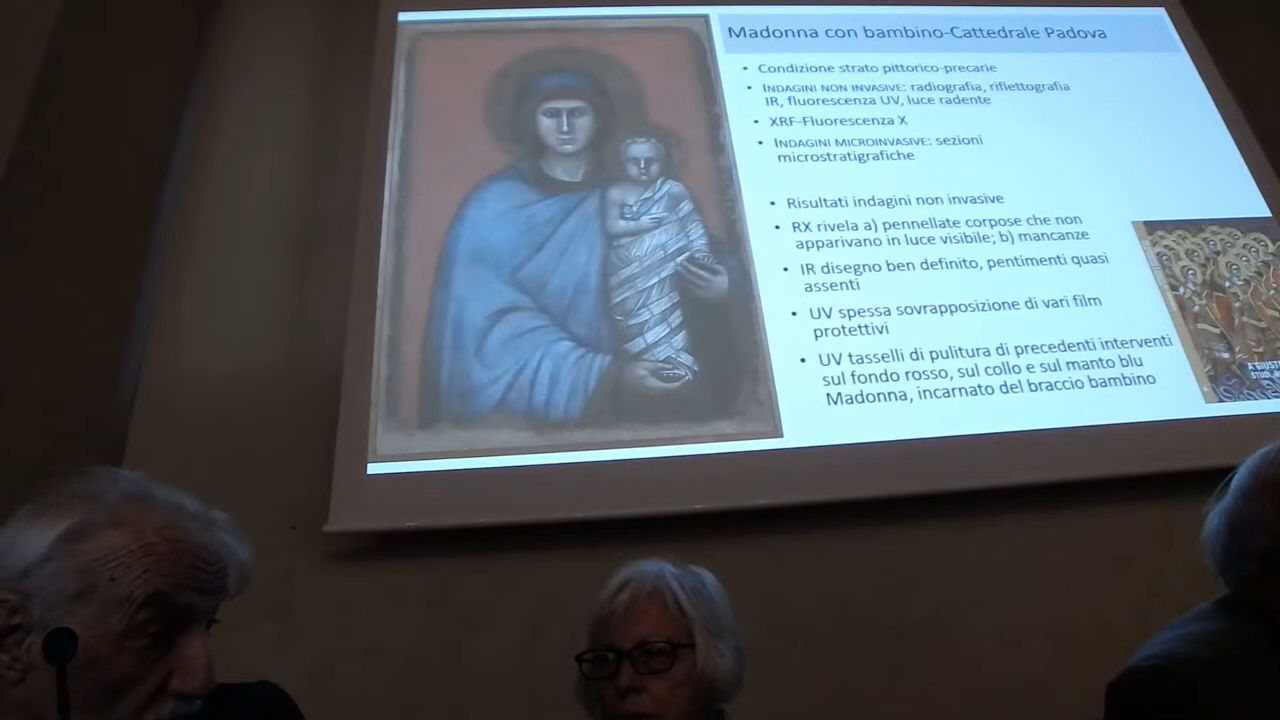 Madonna con bambino-Cattedrale Padova
• Condizione strato pittorico-precarie
• INDAGINI NON INVASIVE: radiografia, riflettografia
IR, fluorescenza UV, luce radente
• XRF-Fluorescenza X
• INDAGINI MICROINVASIVE: sezioni
microstratigrafiche
• Risultati indagini non invasive
• RX rivela a) pennellate corpose che non
apparivano in luce visibile; b) mancanze
• IR disegno ben definito, pentimenti quasi
assenti
• UV spessa sovrapposizione di vari film
protettivi
• UV tasselli di pulitura di precedenti interventi
sul fondo rosso, sul collo e sul manto blu
Madonna, incarnato del braccio bambino